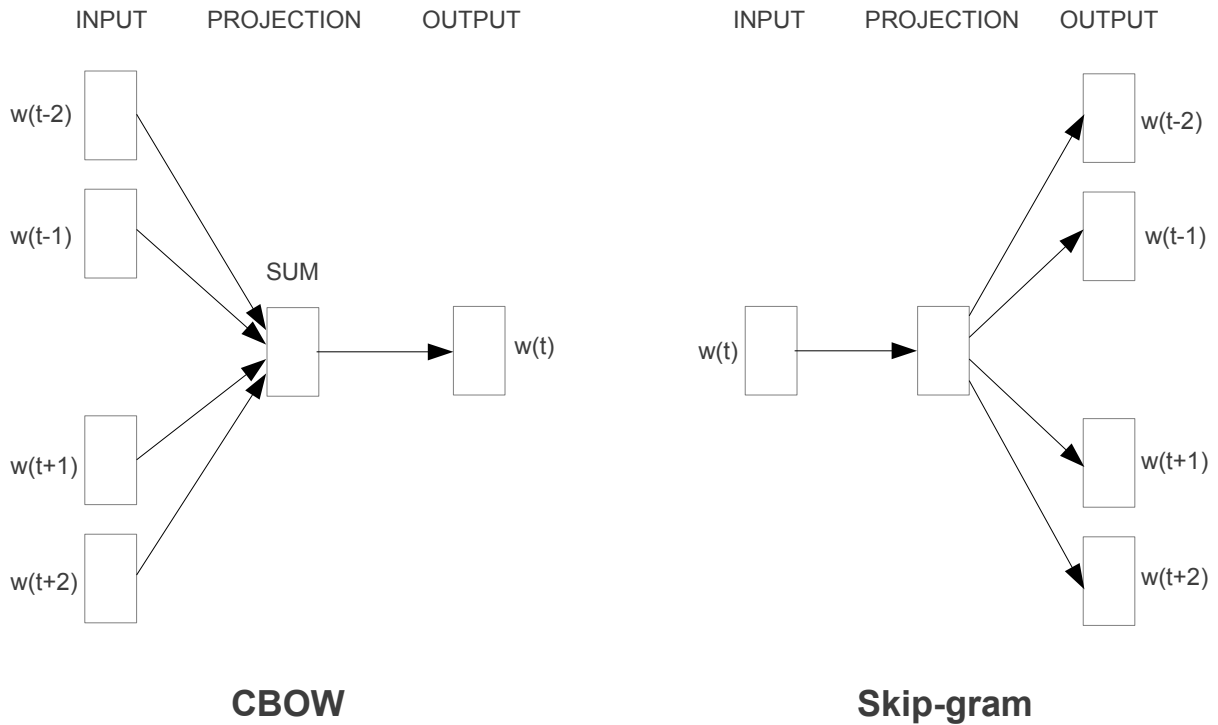 INPUT PROJECTION OUTPUT
w(t-2)
w(t-1)
SUM
w(t)
w(t+1)
w(t+2)
CBOW
INPUT PROJECTION OUTPUT
w(t-2)
w(t-1)
w(t)
w(t+1)
w(t+2)
Skip-gram